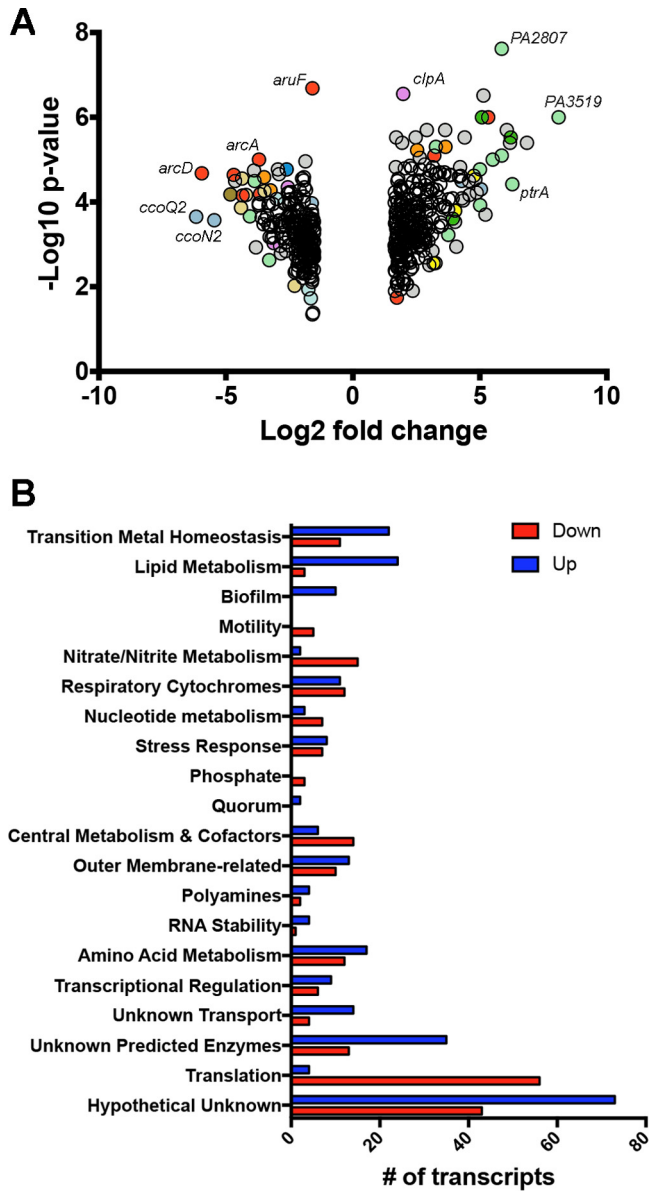 A
8
6
4
2
0
-Log10 p-value
PA2807
aruF
clpA
PA3519
arcA
arcD
ptrA
ccoQ2
ccoN2
-10
-5
0
5
10
Log2 fold change
B
Down
Up
Transition Metal Homeostasis
Lipid Metabolism
Biofilm
Motility
Nitrate/Nitrite Metabolism
Respiratory Cytochromes
Nucleotide metabolism
Stress Response
Phosphate
Quorum
Central Metabolism & Cofactors
Outer Membrane-related
Polyamines
RNA Stability
Amino Acid Metabolism
Transcriptional Regulation
Unknown Transport
Unknown Predicted Enzymes
Translation
Hypothetical Unknown
0
20
40
60
80
# of transcripts